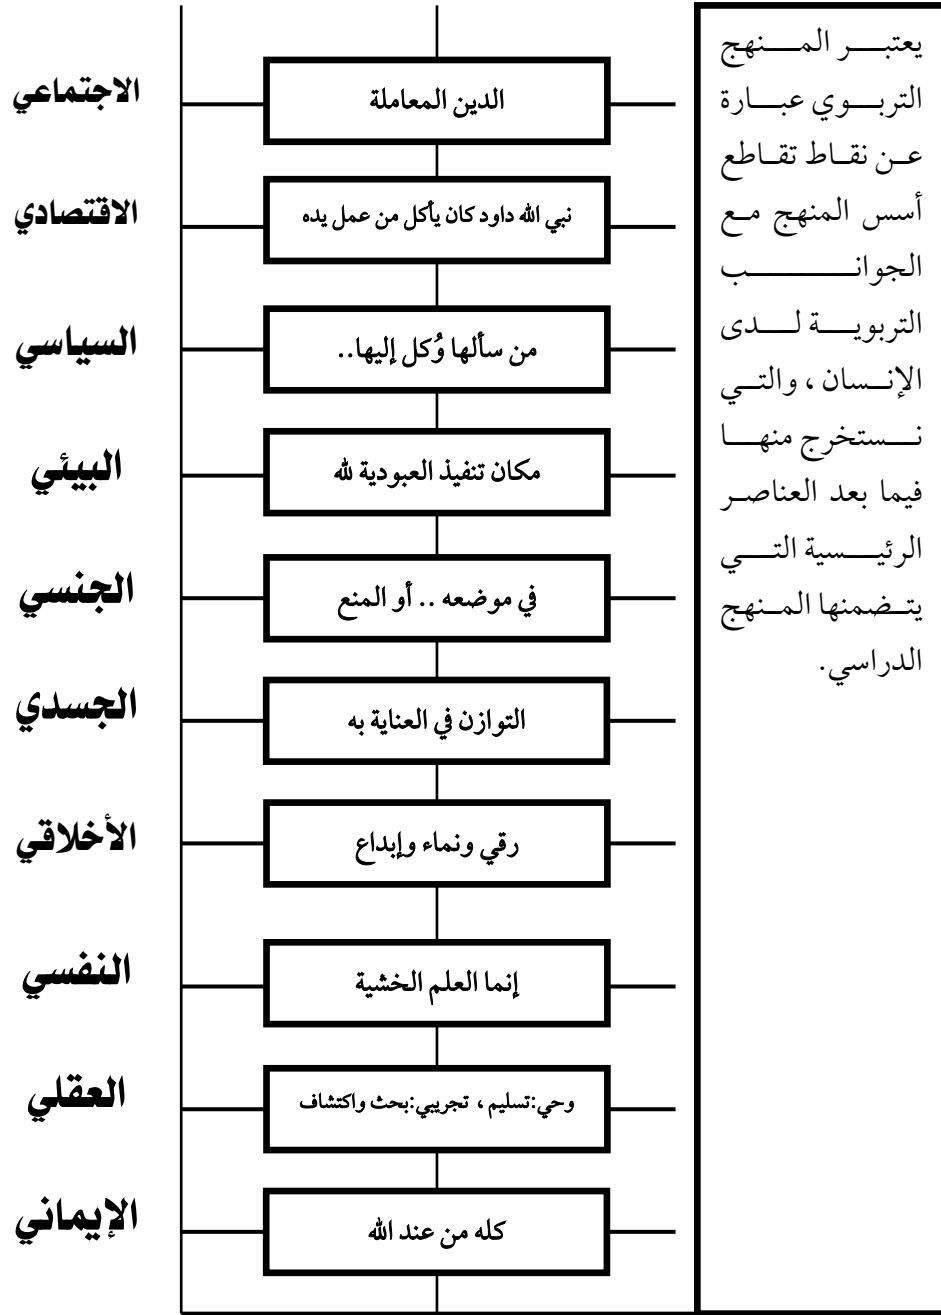 يعتبر المنهج
التربوي عبارة
عن نقاط تقاطع
أسس المنهج مع
الجوانب
التربوية لدى
الإنسان ، والتي
نستخرج منها
فيما بعد العناصر
الرئيسية التي
يتضمنها المنهج
الدراسي.
الدين المعاملة
الاجتماعي
نبي الله داود كان يأكل من عمل يده
الاقتصادي
من سألها وُكل إليها..
السياسي
مكان تنفيذ العبودية لله
البيئي
في موضعه .. أو المنع
الجنسي
التوازن في العناية به
الجسدي
رقي ونماء وإبداع
الأخلاقي
إنما العلم الخشية
النفسي
وحي:تسليم ، تجريبي:بحث واكتشاف
العقلي
كله من عند الله
الإيماني